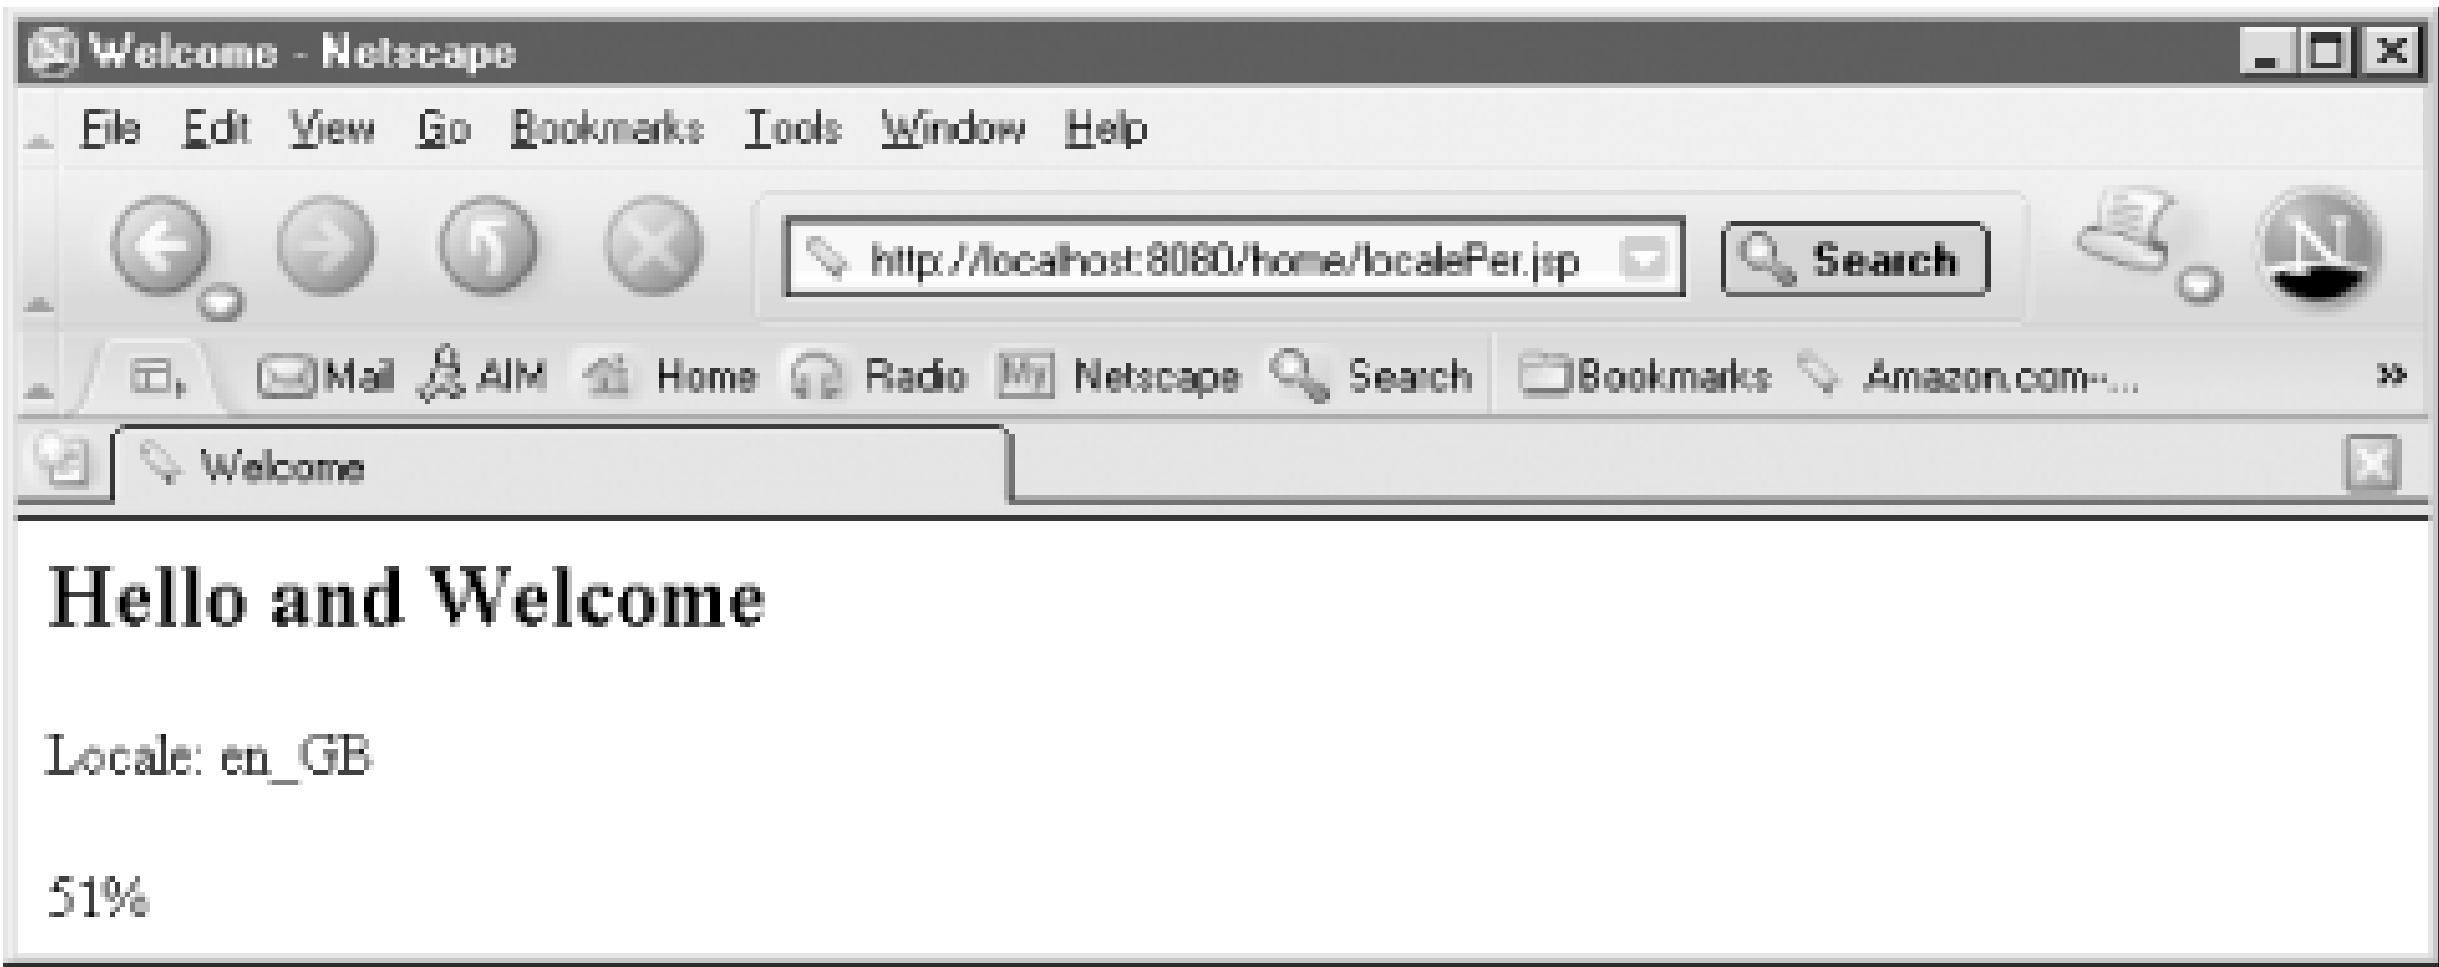 Welcome - Netscape
File Edit View Go Bookmarks Tools Window Help
http://localhost:8080/home/localePer.jsp Search N
Mail AIM Home Radio My Netscape Search Bookmarks Amazon.com--... »
Welcome
Hello and Welcome
Locale: en_GB
51%